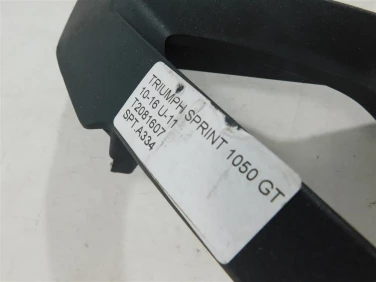 TRIUMPH SPRINT 1050 GT
10-16 U-11
T2081607
SPT.A334